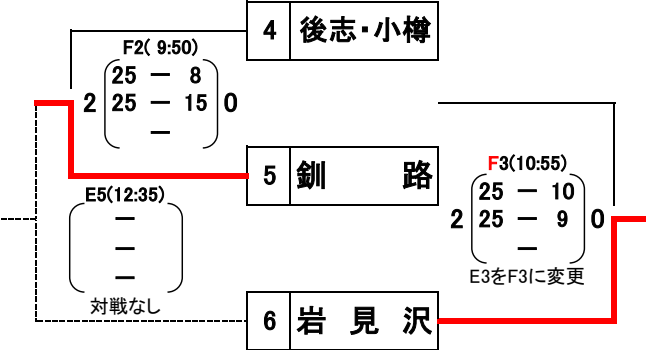 4 後志・小樽
F2( 9:50)
25 ー 8
2 25 ー 15 0
ー
5 釧 路
F3(10:55)
25 ー 10
2 25 ー 9 0
ー
E3をF3に変更
E5(12:35)
ー
ー
ー
対戦なし
6 岩 見 沢